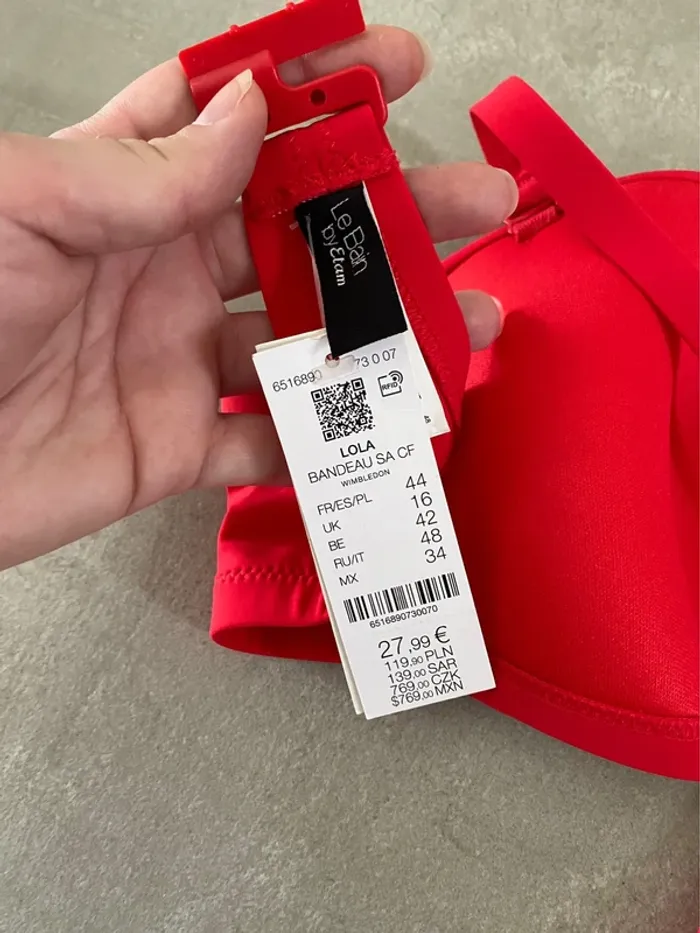 Le Bain
by Etam
651689 73 0 07
RFID
LOLA
BANDEAU SA CF
WIMBLEDON
FR/ES/PL 44
UK 16
BE 42
RU/IT 48
MX 34
6516890730070
27,99 €
119,90 PLN
139,00 SAR
769,00 CZK
$769,00 MXN